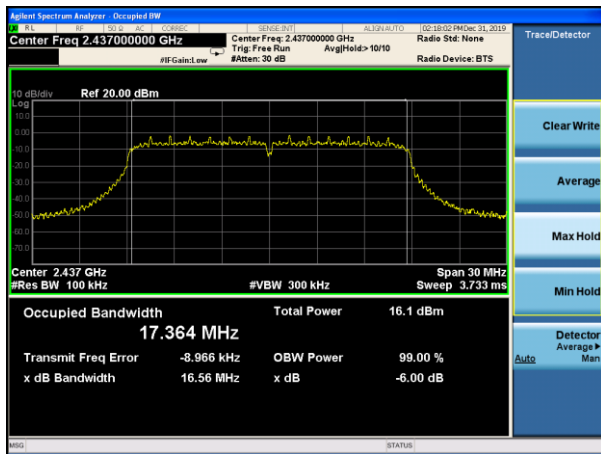 Agilent Spectrum Analyzer - Occupied BW
RL RF 50 Ω AC CORREC SENSE:INT ALIGNAUTO 02:18:02 PM Dec 31, 2019
Center Freq 2.437000000 GHz
Center Freq: 2.437000000 GHz
Radio Std: None
Trig: Free Run Avg|Hold:> 10/10
#IFGain:Low #Atten: 30 dB Radio Device: BTS
Trace/Detector
10 dB/div Ref 20.00 dBm
Log
10.0
0.00
-10.0
-20.0
-30.0
-40.0
-50.0
-60.0
-70.0
Clear Write
Average
Max Hold
Min Hold
Detector
Average
Auto Man
Center 2.437 GHz Span 30 MHz
#Res BW 100 kHz #VBW 300 kHz Sweep 3.733 ms
Occupied Bandwidth Total Power 16.1 dBm
17.364 MHz
Transmit Freq Error -8.966 kHz OBW Power 99.00 %
x dB Bandwidth 16.56 MHz x dB -6.00 dB
MSG STATUS